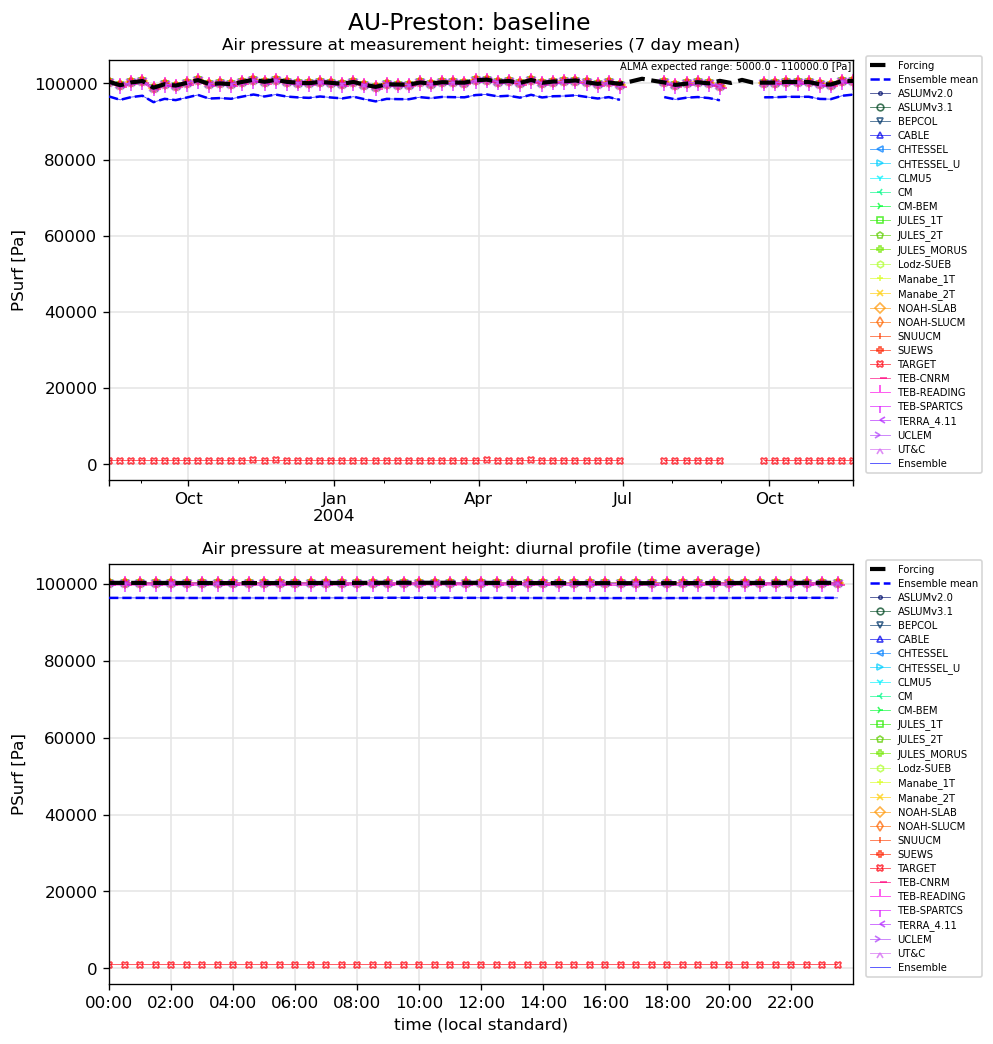 AU-Preston: baseline
Air pressure at measurement height: timeseries (7 day mean)
ALMA expected range: 5000.0 - 110000.0 [Pa]
PSurf [Pa]
100000
80000
60000
40000
20000
0
Oct
Jan
2004
Apr
Jul
Oct
Forcing
Ensemble mean
ASLUMv2.0
ASLUMv3.1
BEPCOL
CABLE
CHTESSEL
CHTESSEL_U
CLMU5
CM
CM-BEM
JULES_1T
JULES_2T
JULES_MORUS
Lodz-SUEB
Manabe_1T
Manabe_2T
NOAH-SLAB
NOAH-SLUCM
SNUUCM
SUEWS
TARGET
TEB-CNRM
TEB-READING
TEB-SPARTCS
TERRA_4.11
UCLEM
UT&C
Ensemble
Air pressure at measurement height: diurnal profile (time average)
PSurf [Pa]
100000
80000
60000
40000
20000
0
00:00
02:00
04:00
06:00
08:00
10:00
12:00
14:00
16:00
18:00
20:00
22:00
time (local standard)
Forcing
Ensemble mean
ASLUMv2.0
ASLUMv3.1
BEPCOL
CABLE
CHTESSEL
CHTESSEL_U
CLMU5
CM
CM-BEM
JULES_1T
JULES_2T
JULES_MORUS
Lodz-SUEB
Manabe_1T
Manabe_2T
NOAH-SLAB
NOAH-SLUCM
SNUUCM
SUEWS
TARGET
TEB-CNRM
TEB-READING
TEB-SPARTCS
TERRA_4.11
UCLEM
UT&C
Ensemble